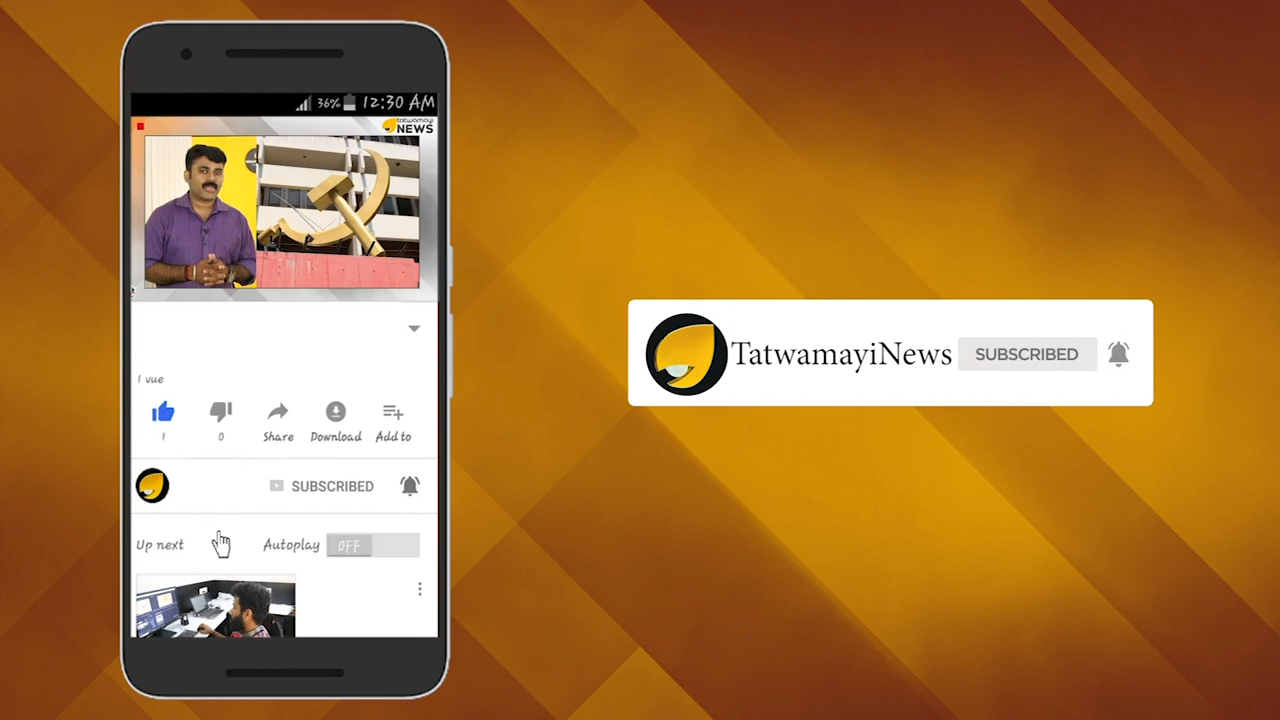 36% 12:30 AM
tatwamayi
NEWS
1 vue
1
0
Share
Download
Add to
SUBSCRIBED
Up next
Autoplay
OFF
TatwamayiNews
SUBSCRIBED